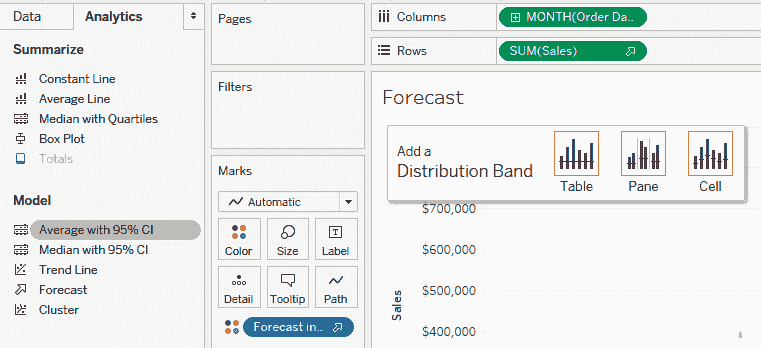 Data
Analytics
Summarize
Constant Line
Average Line
Median with Quartiles
Box Plot
Totals
Model
Average with 95% CI
Median with 95% CI
Trend Line
Forecast
Cluster
Pages
Filters
Marks
Automatic
Color
Size
T
Label
Detail
Tooltip
Path
Forecast in..
Columns
MONTH(Order Da..
Rows
SUM(Sales)
Forecast
Add a
Distribution Band
Table
Pane
Cell
$700,000
$600,000
$500,000
$400,000
Sales